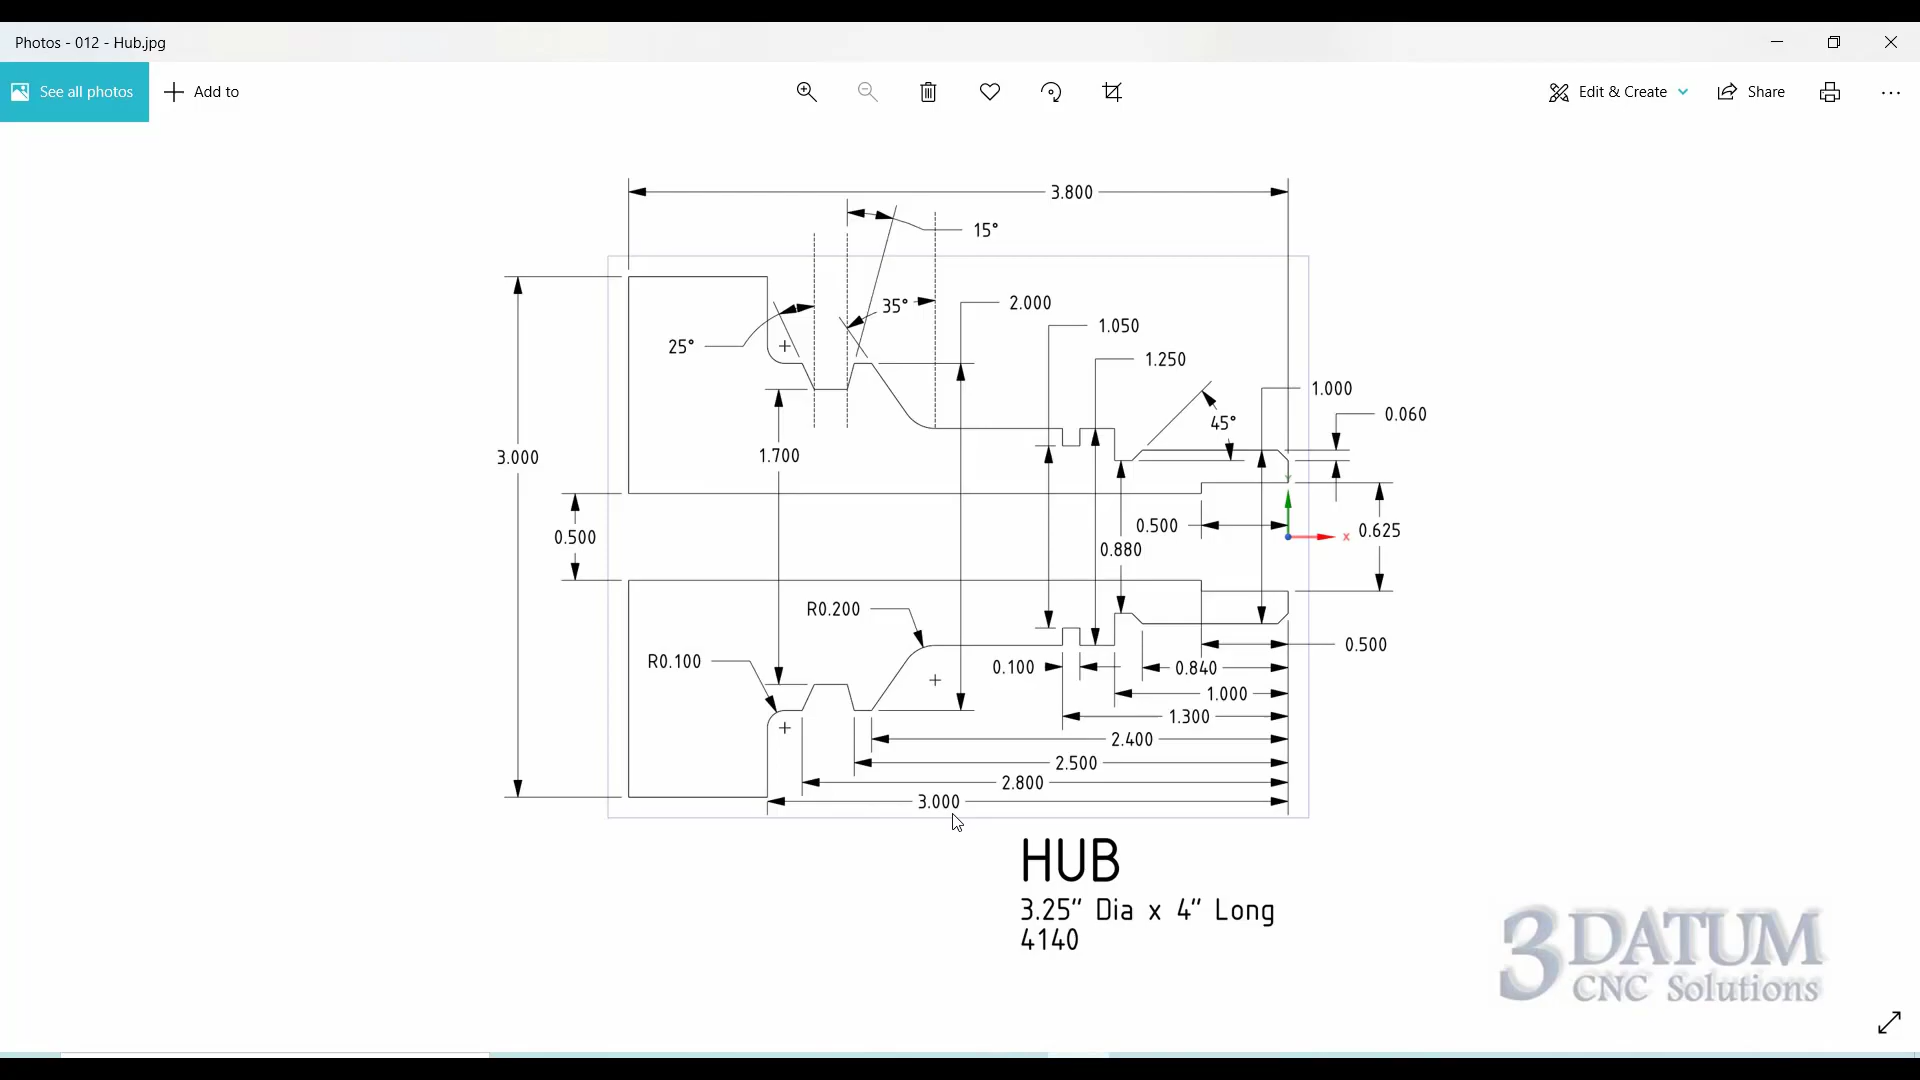 Photos - 012 - Hub.jpg
See all photos
Add to
Edit & Create
Share
3.800
15°
35°
2.000
1.050
25°
1.250
1.000
0.060
45°
3.000
1.700
0.500
0.625
0.500
0.880
x
R0.200
0.500
R0.100
0.100
0.840
1.000
1.300
2.400
2.500
2.800
3.000
HUB
3.25" Dia x 4" Long
4140
3 DATUM
CNC Solutions